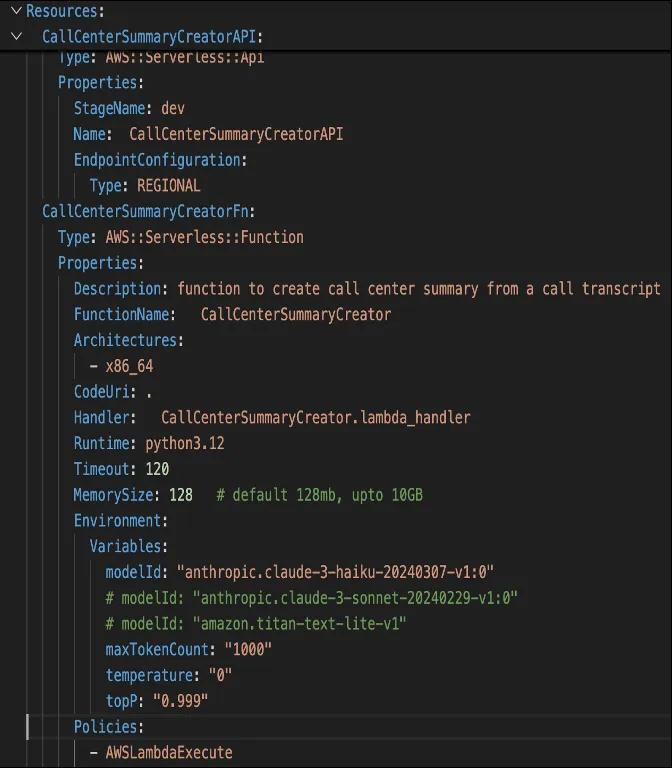 Resources:
CallCenterSummaryCreatorAPI:
Type: AWS::Serverless::Api
Properties:
StageName: dev
Name:  CallCenterSummaryCreatorAPI
EndpointConfiguration:
Type: REGIONAL
CallCenterSummaryCreatorFn:
Type: AWS::Serverless::Function
Properties:
Description: function to create call center summary from a call transcript
FunctionName:   CallCenterSummaryCreator
Architectures:
- x86_64
CodeUri: .
Handler:   CallCenterSummaryCreator.lambda_handler
Runtime: python3.12
Timeout: 120
MemorySize: 128   # default 128mb, upto 10GB
Environment:
Variables:
modelId: "anthropic.claude-3-haiku-20240307-v1:0"
# modelId: "anthropic.claude-3-sonnet-20240229-v1:0"
# modelId: "amazon.titan-text-lite-v1"
maxTokenCount: "1000"
temperature: "0"
topP: "0.999"
Policies:
- AWSLambdaExecute